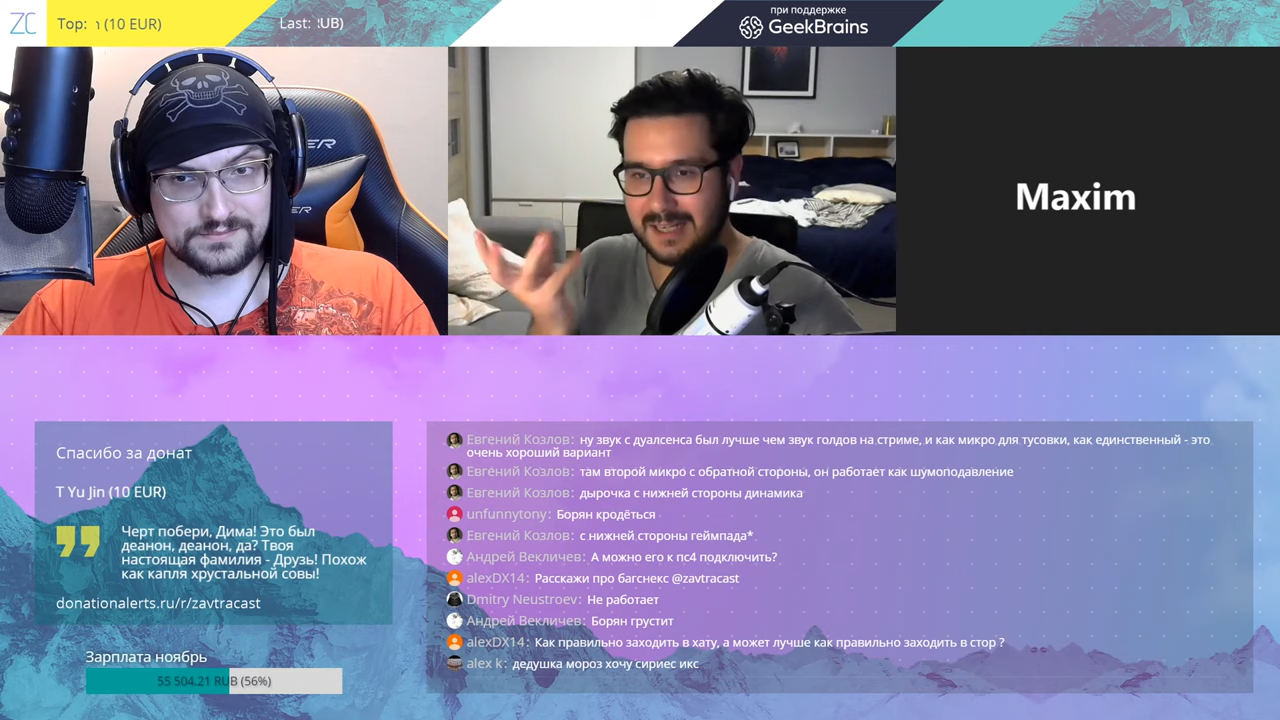 ZC
Top: (10 EUR)
Last: UB)
при поддержке
GeekBrains
Maxim
Спасибо за донат
T Yu Jin (10 EUR)
Черт побери, Дима! Это был
деанон, деанон, да? Твоя
настоящая фамилия - Друзь! Похож
как капля хрустальной совы!
donationalerts.ru/r/zavtracast
Зарплата ноябрь
55 504.21 RUB (56%)
Евгений Козлов: ну звук с дуалсенса был лучше чем звук голдов на стриме, и как микро для тусовки, как единственный - это
очень хороший вариант
Евгений Козлов: там второй микро с обратной стороны, он работает как шумоподавление
Евгений Козлов: дырочка с нижней стороны динамика
unfunnytony: Борян кродёться
Евгений Козлов: с нижней стороны геймпада*
Андрей Векличев: А можно его к пс4 подключить?
alexDX14: Расскажи про багснекс @zavtracast
Dmitry Neustroev: Не работает
Андрей Векличев: Борян грустит
alexDX14: Как правильно заходить в хату, а может лучше как правильно заходить в стор ?
alex k: дедушка мороз хочу сириес икс